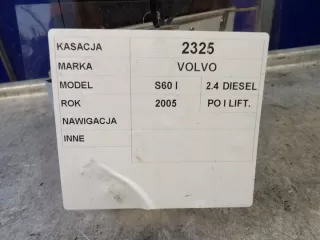 KASACJA 2325
MARKA VOLVO
MODEL S60 I 2.4 DIESEL
ROK 2005 PO I LIFT.
NAWIGACJA
INNE